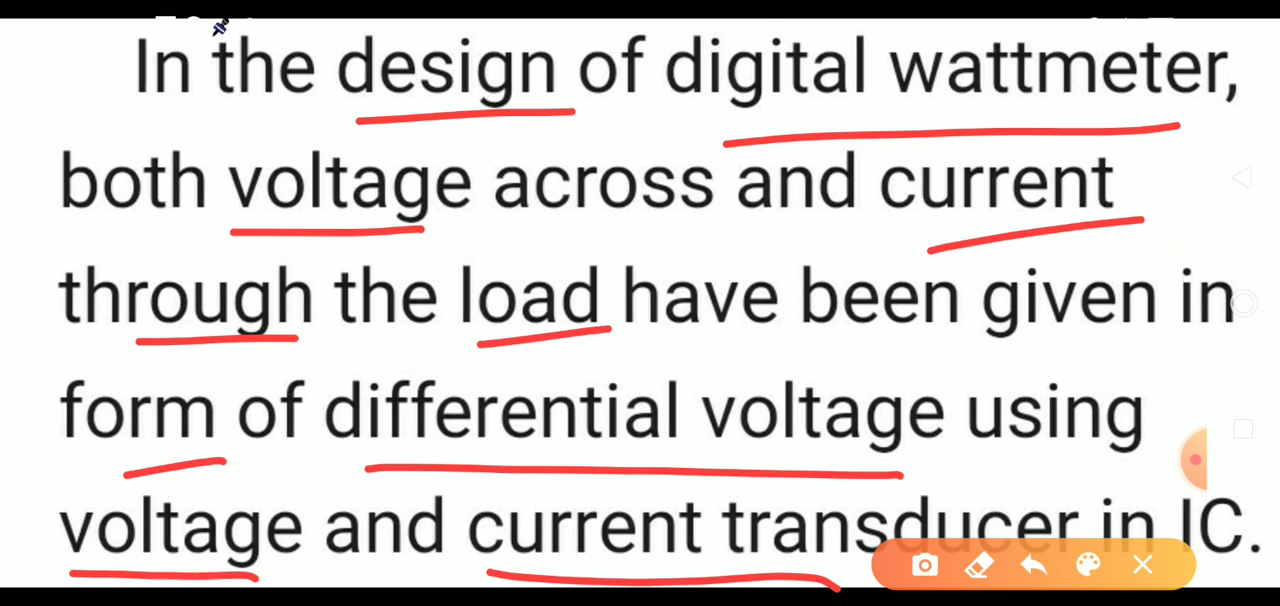 In the design of digital wattmeter,
both voltage across and current
through the load have been given in
form of differential voltage using
voltage and current transducer in IC.